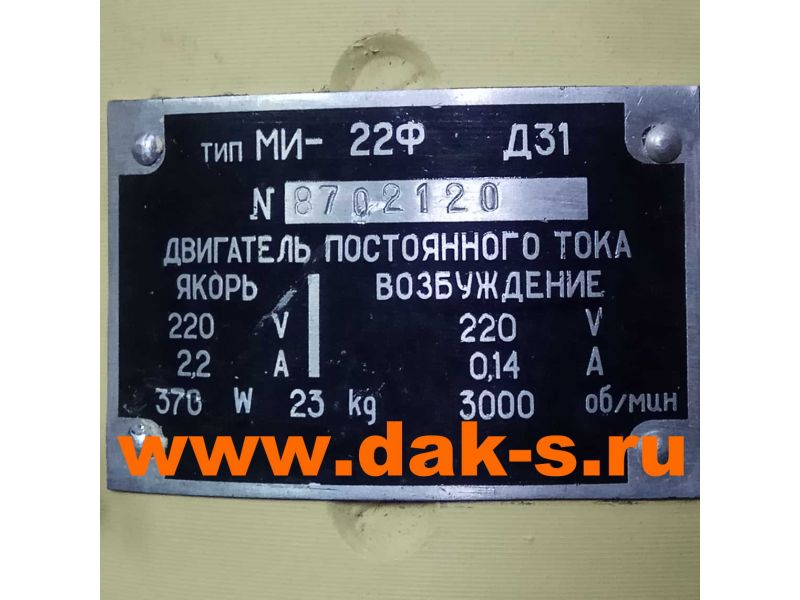 тип МИ- 22Ф Д31
N 8702120
ДВИГАТЕЛЬ ПОСТОЯННОГО ТОКА
ЯКОРЬ ВОЗБУЖДЕНИЕ
220 V 220 V
2,2 A 0,14 A
370 W 23 kg 3000 об/мин
www.dak-s.ru